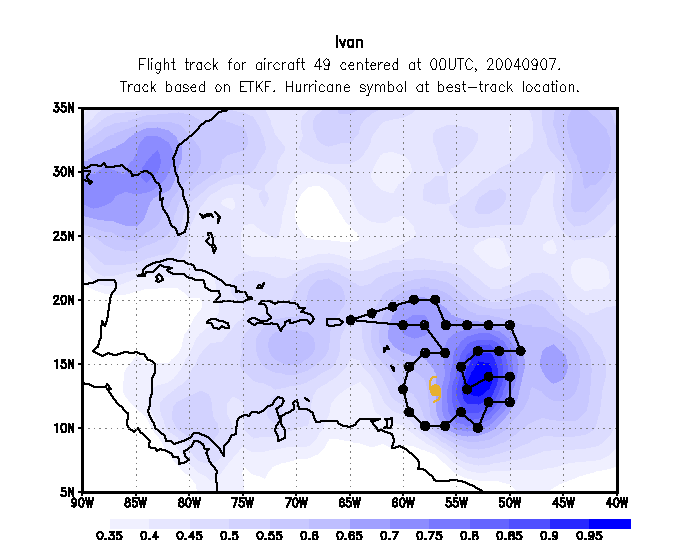 Ivan
Flight track for aircraft 49 centered at 00UTC, 20040907.
Track based on ETKF. Hurricane symbol at best-track location.
35N
30N
25N
20N
15N
10N
5N
90W 85W 80W 75W 70W 65W 60W 55W 50W 45W 40W
0.35 0.4 0.45 0.5 0.55 0.6 0.65 0.7 0.75 0.8 0.85 0.9 0.95